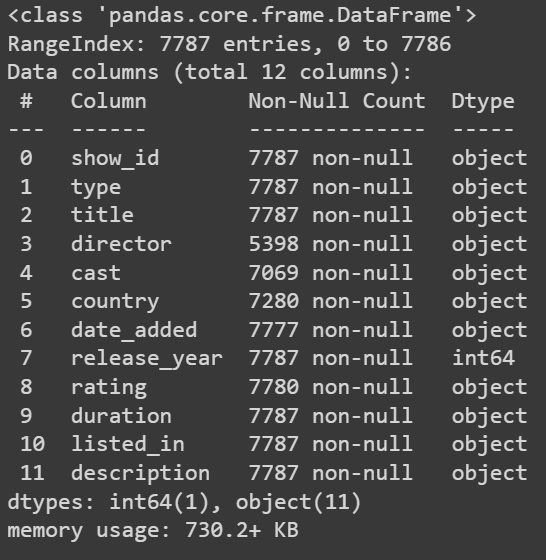 <class 'pandas.core.frame.DataFrame'>
RangeIndex: 7787 entries, 0 to 7786
Data columns (total 12 columns):
 #   Column        Non-Null Count  Dtype
---  ------        --------------  -----
 0   show_id       7787 non-null   object
 1   type          7787 non-null   object
 2   title         7787 non-null   object
 3   director      5398 non-null   object
 4   cast          7069 non-null   object
 5   country       7280 non-null   object
 6   date_added    7777 non-null   object
 7   release_year  7787 non-null   int64
 8   rating        7780 non-null   object
 9   duration      7787 non-null   object
 10  listed_in     7787 non-null   object
 11  description   7787 non-null   object
dtypes: int64(1), object(11)
memory usage: 730.2+ KB